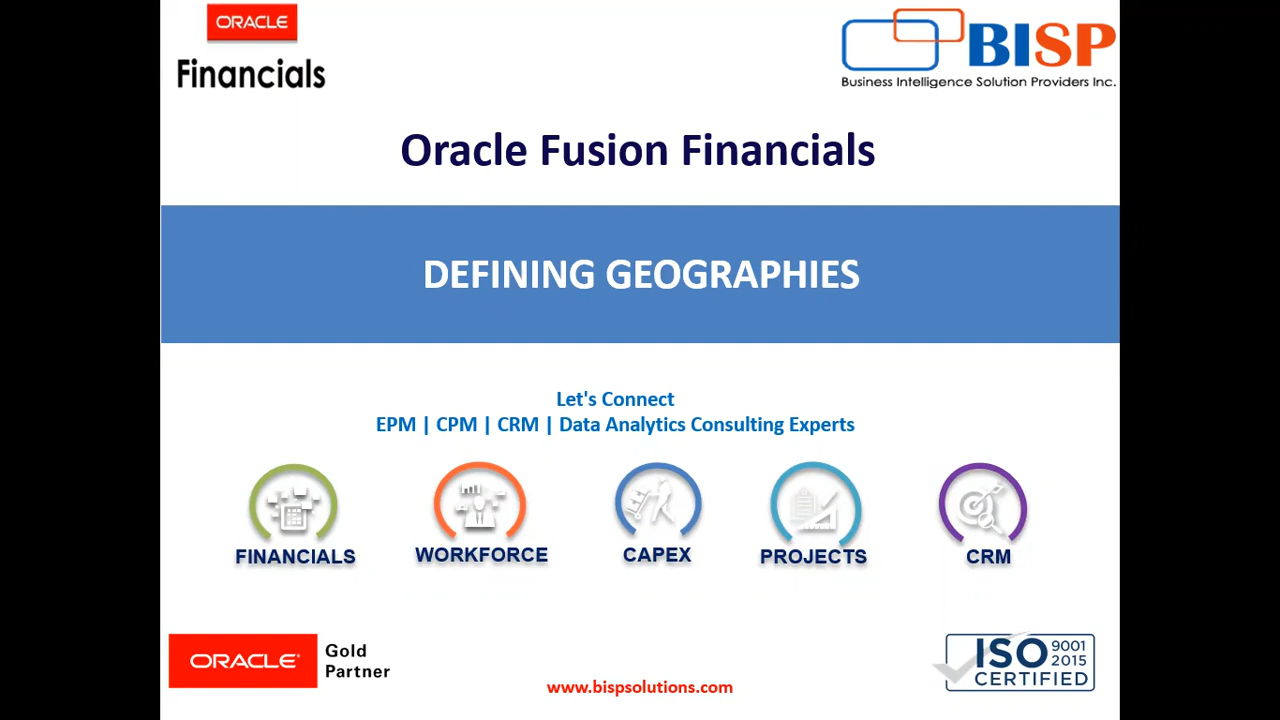 ORACLE
Financials
BISP
Business Intelligence Solution Providers Inc.
Oracle Fusion Financials
DEFINING GEOGRAPHIES
Let's Connect
EPM | CPM | CRM | Data Analytics Consulting Experts
FINANCIALS
WORKFORCE
CAPEX
PROJECTS
CRM
ORACLE®
Gold
Partner
www.bispsolutions.com
ISO
9001
2015
CERTIFIED